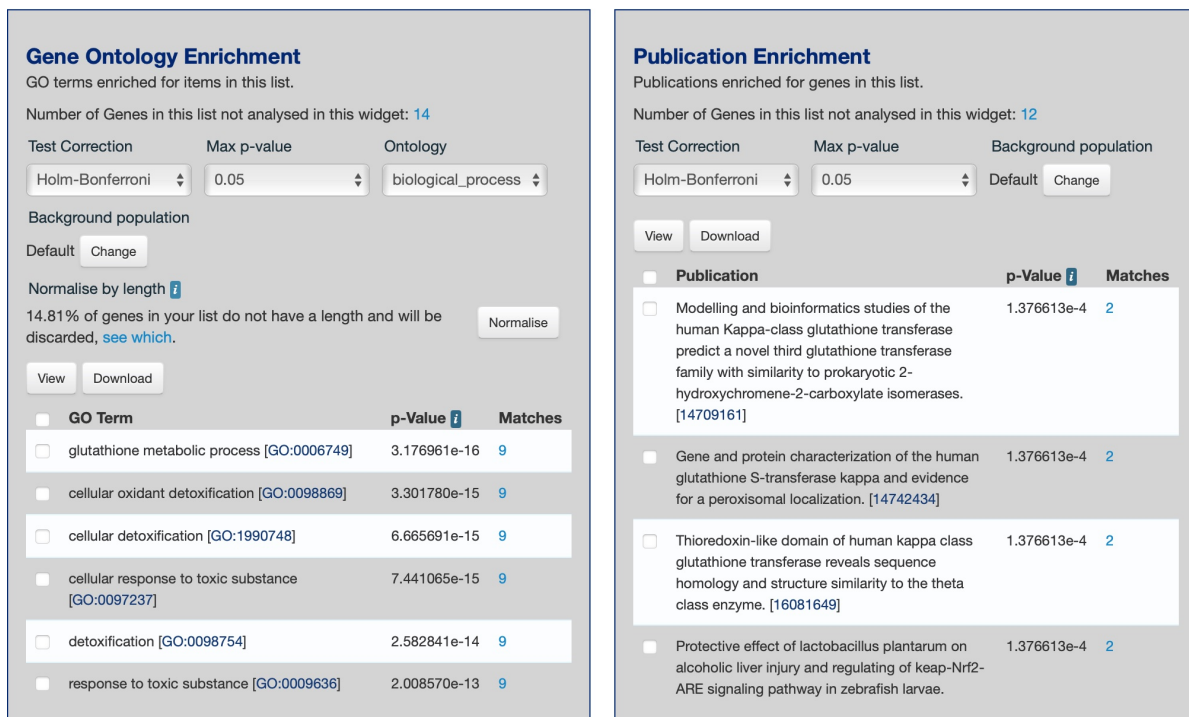 Gene Ontology Enrichment
GO terms enriched for items in this list.
Number of Genes in this list not analysed in this widget: 14
Test Correction Max p-value Ontology
Holm-Bonferroni 0.05 biological_process
Background population
Default Change
Normalise by length i
14.81% of genes in your list do not have a length and will be
discarded, see which.
Normalise
View Download
GO Term p-Value i Matches
glutathione metabolic process [GO:0006749] 3.176961e-16 9
cellular oxidant detoxification [GO:0098869] 3.301780e-15 9
cellular detoxification [GO:1990748] 6.665691e-15 9
cellular response to toxic substance 7.441065e-15 9
[GO:0097237]
detoxification [GO:0098754] 2.582841e-14 9
response to toxic substance [GO:0009636] 2.008570e-13 9
Publication Enrichment
Publications enriched for genes in this list.
Number of Genes in this list not analysed in this widget: 12
Test Correction Max p-value Background population
Holm-Bonferroni 0.05 Default Change
View Download
Publication p-Value i Matches
Modelling and bioinformatics studies of the 1.376613e-4 2
human Kappa-class glutathione transferase
predict a novel third glutathione transferase
family with similarity to prokaryotic 2-
hydroxychromene-2-carboxylate isomerases.
[14709161]
Gene and protein characterization of the human 1.376613e-4 2
glutathione S-transferase kappa and evidence
for a peroxisomal localization. [14742434]
Thioredoxin-like domain of human kappa class 1.376613e-4 2
glutathione transferase reveals sequence
homology and structure similarity to the theta
class enzyme. [16081649]
Protective effect of lactobacillus plantarum on 1.376613e-4 2
alcoholic liver injury and regulating of keap-Nrf2-
ARE signaling pathway in zebrafish larvae.